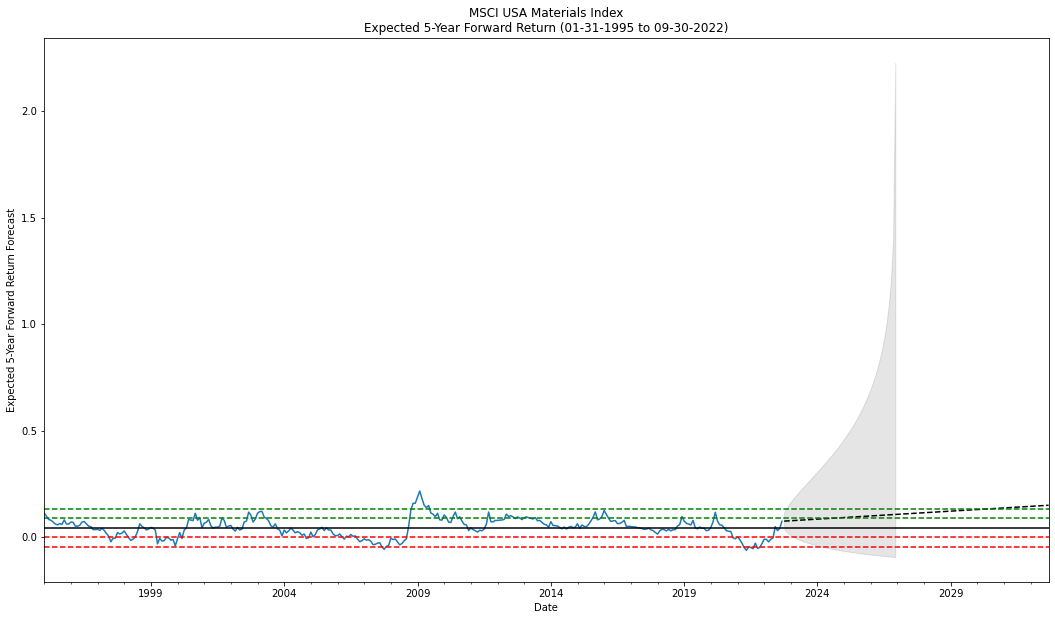 MSCI USA Materials Index
Expected 5-Year Forward Return (01-31-1995 to 09-30-2022)
Expected 5-Year Forward Return Forecast
2.0
1.5
1.0
0.5
0.0
1999 2004 2009 2014 2019 2024 2029
Date